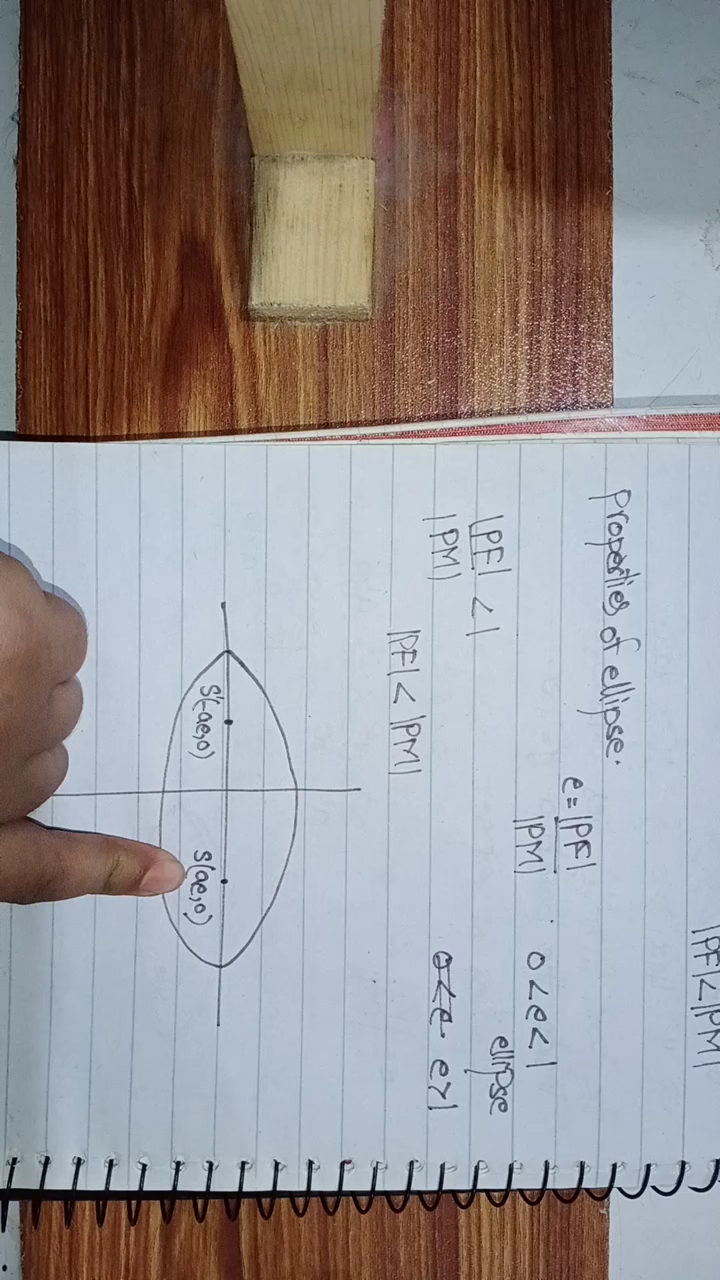 |PF|<|PM|
properties of ellipse.
e = |PF|
|PM|
0<e<1
|PF| <1
|PM|
ellipse
0<e e>1
|PF| < |PM|
S'(-ae,0) S(ae,0)